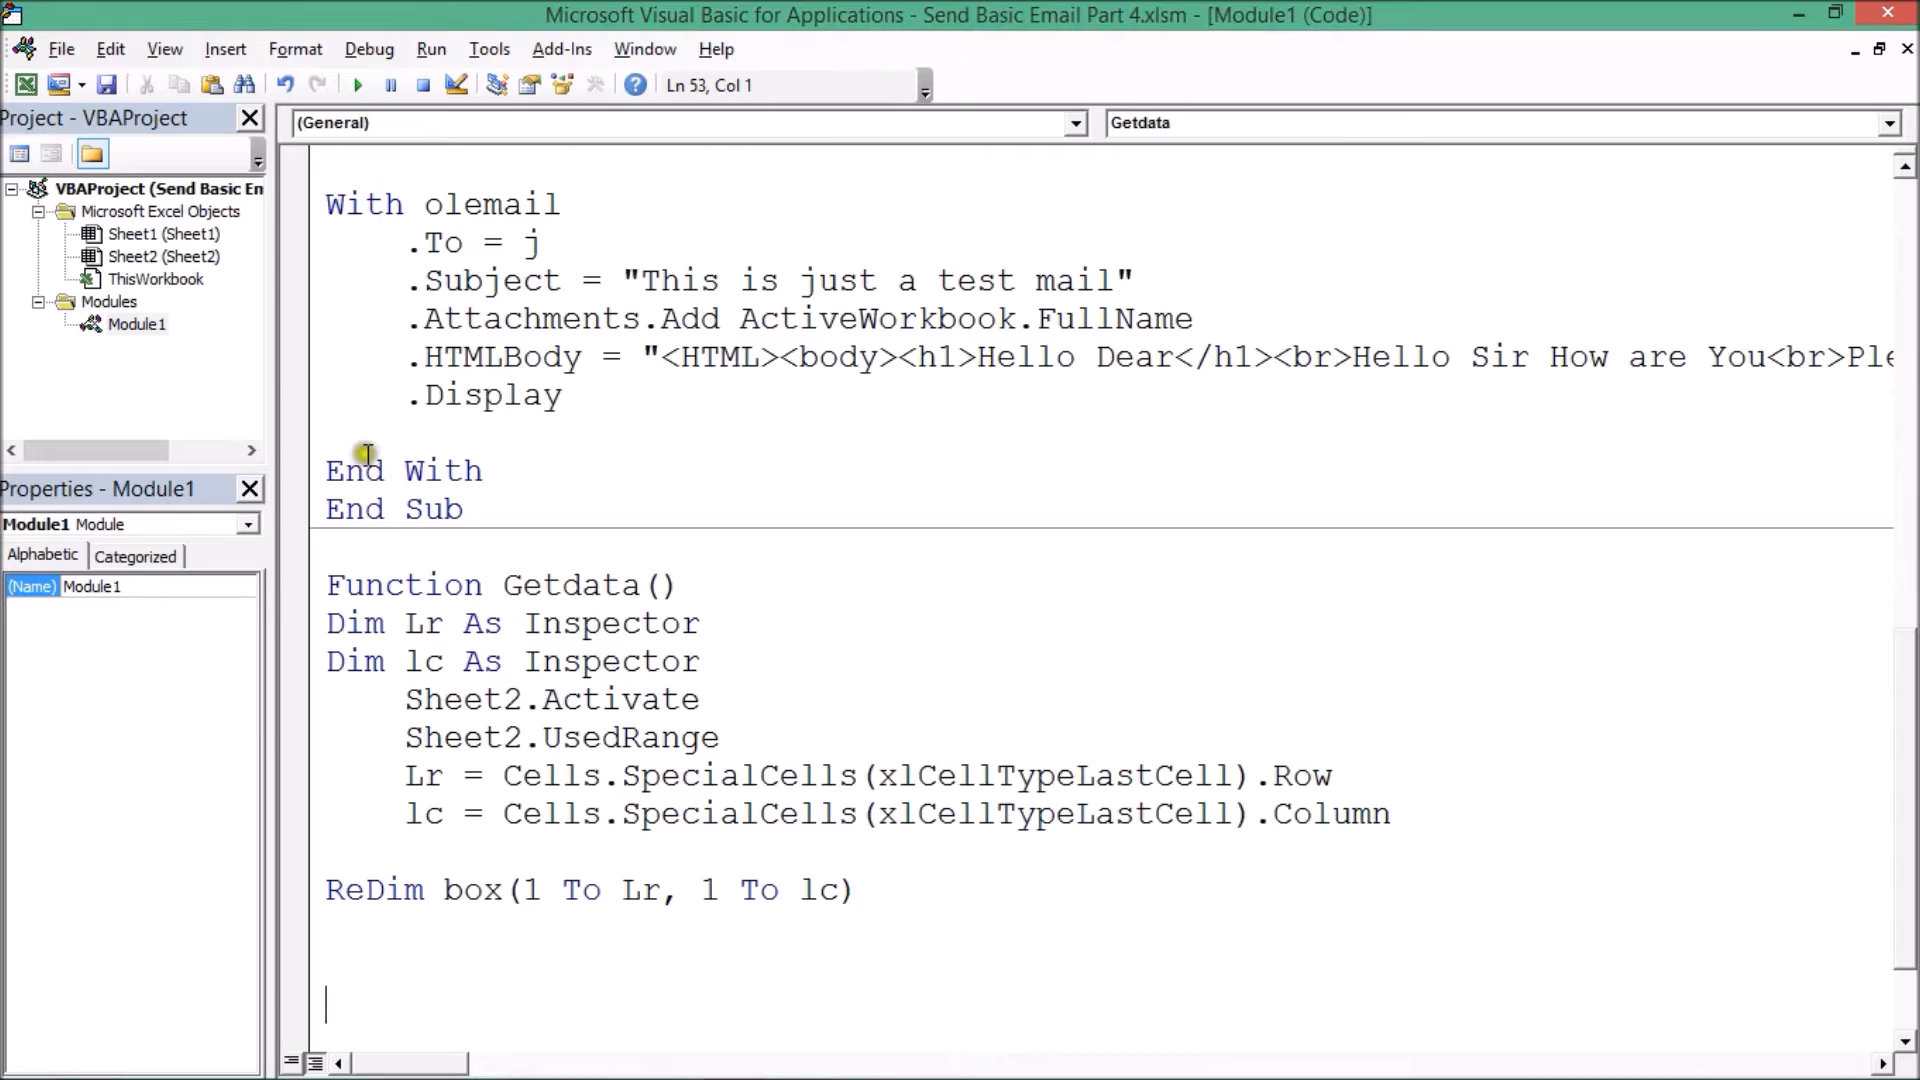 Microsoft Visual Basic for Applications - Send Basic Email Part 4.xlsm - [Module1 (Code)]
File Edit View Insert Format Debug Run Tools Add-Ins Window Help
Ln 53, Col 1
Project - VBAProject
(General)
Getdata
VBAProject (Send Basic Em
Microsoft Excel Objects
Sheet1 (Sheet1)
Sheet2 (Sheet2)
ThisWorkbook
Modules
Module1
Properties - Module1
Module1 Module
Alphabetic Categorized
(Name) Module1
With olemail
.To = j
.Subject = "This is just a test mail"
.Attachments.Add ActiveWorkbook.FullName
.HTMLBody = "<HTML><body><h1>Hello Dear</h1><br>Hello Sir How are You<br>Ple
.Display
End With
End Sub
Function Getdata()
Dim Lr As Inspector
Dim lc As Inspector
Sheet2.Activate
Sheet2.UsedRange
Lr = Cells.SpecialCells(xlCellTypeLastCell).Row
lc = Cells.SpecialCells(xlCellTypeLastCell).Column
ReDim box(1 To Lr, 1 To lc)